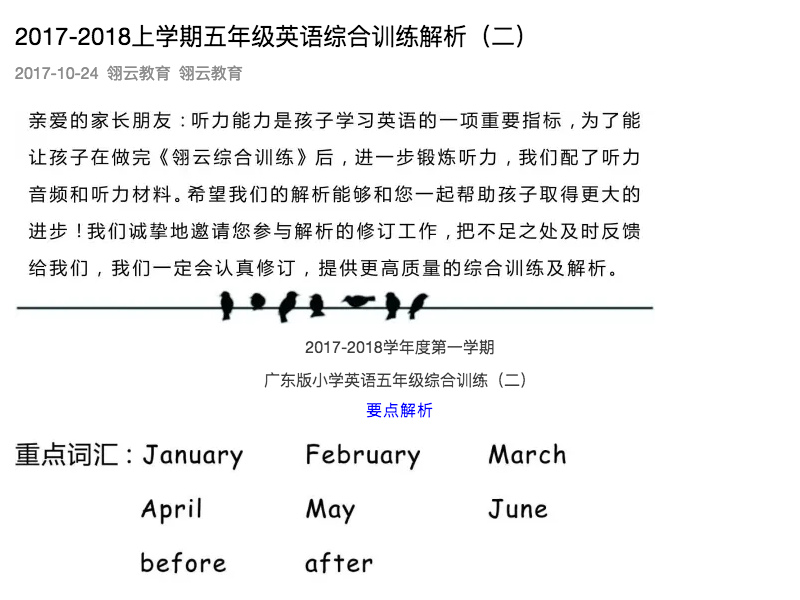 2017-2018上学期五年级英语综合训练解析（二）
2017-10-24 翎云教育 翎云教育
亲爱的家长朋友：听力能力是孩子学习英语的一项重要指标，为了能
让孩子在做完《翎云综合训练》后，进一步锻炼听力，我们配了听力
音频和听力材料。希望我们的解析能够和您一起帮助孩子取得更大的
进步！我们诚挚地邀请您参与解析的修订工作，把不足之处及时反馈
给我们，我们一定会认真修订，提供更高质量的综合训练及解析。
2017-2018学年度第一学期
广东版小学英语五年级综合训练（二）
要点解析
重点词汇：January February March
April May June
before after